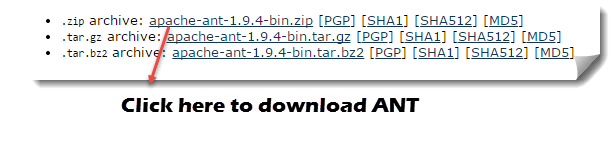 .zip archive: apache-ant-1.9.4-bin.zip [PGP] [SHA1] [SHA512] [MD5]
.tar.gz archive: apache-ant-1.9.4-bin.tar.gz [PGP] [SHA1] [SHA512] [MD5]
.tar.bz2 archive: apache-ant-1.9.4-bin.tar.bz2 [PGP] [SHA1] [SHA512] [MD5]
Click here to download ANT